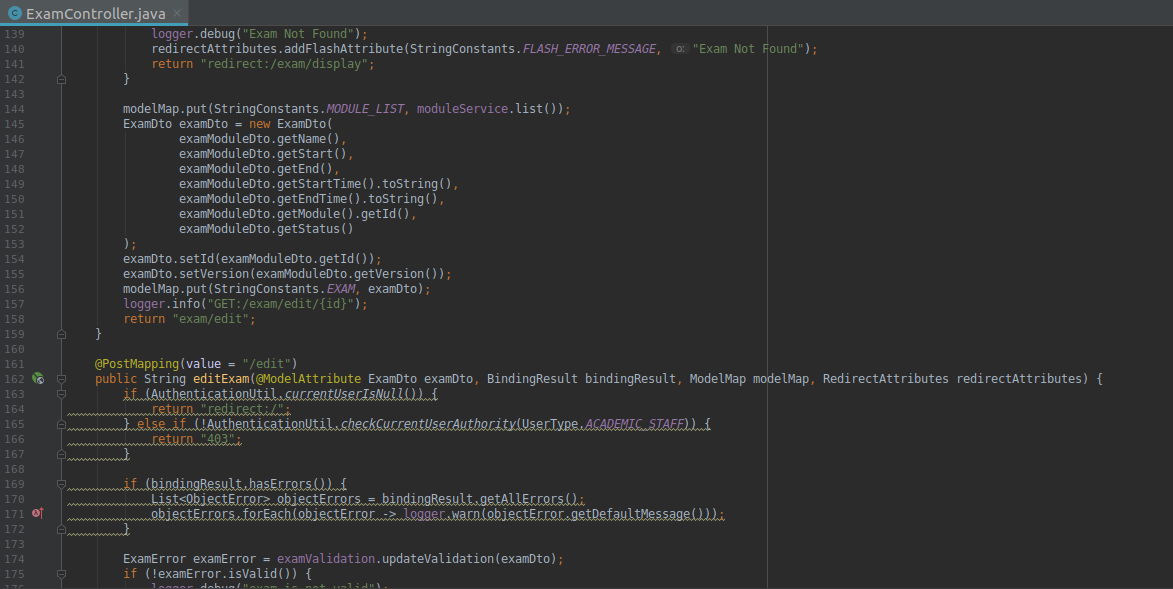 ExamController.java
139 logger.debug("Exam Not Found");
140 redirectAttributes.addFlashAttribute(StringConstants.FLASH_ERROR_MESSAGE, o: "Exam Not Found");
141 return "redirect:/exam/display";
142 }
143
144 modelMap.put(StringConstants.MODULE_LIST, moduleService.list());
145 ExamDto examDto = new ExamDto(
146 examModuleDto.getName(),
147 examModuleDto.getStart(),
148 examModuleDto.getEnd(),
149 examModuleDto.getStartTime().toString(),
150 examModuleDto.getEndTime().toString(),
151 examModuleDto.getModule().getId(),
152 examModuleDto.getStatus()
153 );
154 examDto.setId(examModuleDto.getId());
155 examDto.setVersion(examModuleDto.getVersion());
156 modelMap.put(StringConstants.EXAM, examDto);
157 logger.info("GET:/exam/edit/{id}");
158 return "exam/edit";
159 }
160
161 @PostMapping(value = "/edit")
162 public String editExam(@ModelAttribute ExamDto examDto, BindingResult bindingResult, ModelMap modelMap, RedirectAttributes redirectAttributes) {
163 if (AuthenticationUtil.currentUserIsNull()) {
164 return "redirect:/";
165 } else if (!AuthenticationUtil.checkCurrentUserAuthority(UserType.ACADEMIC_STAFF)) {
166 return "403";
167 }
168
169 if (bindingResult.hasErrors()) {
170 List<ObjectError> objectErrors = bindingResult.getAllErrors();
171 objectErrors.forEach(objectError -> logger.warn(objectError.getDefaultMessage()));
172 }
173
174 ExamError examError = examValidation.updateValidation(examDto);
175 if (!examError.isValid()) {
176 logger.debug("exam is not valid");